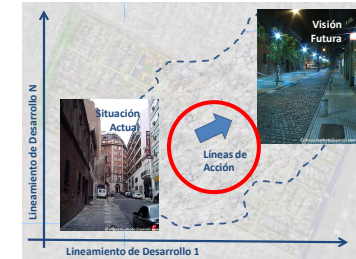 Visión
Futura
Situación
Actual
Líneas de
Acción
Lineamiento de Desarrollo N
Lineamiento de Desarrollo 1